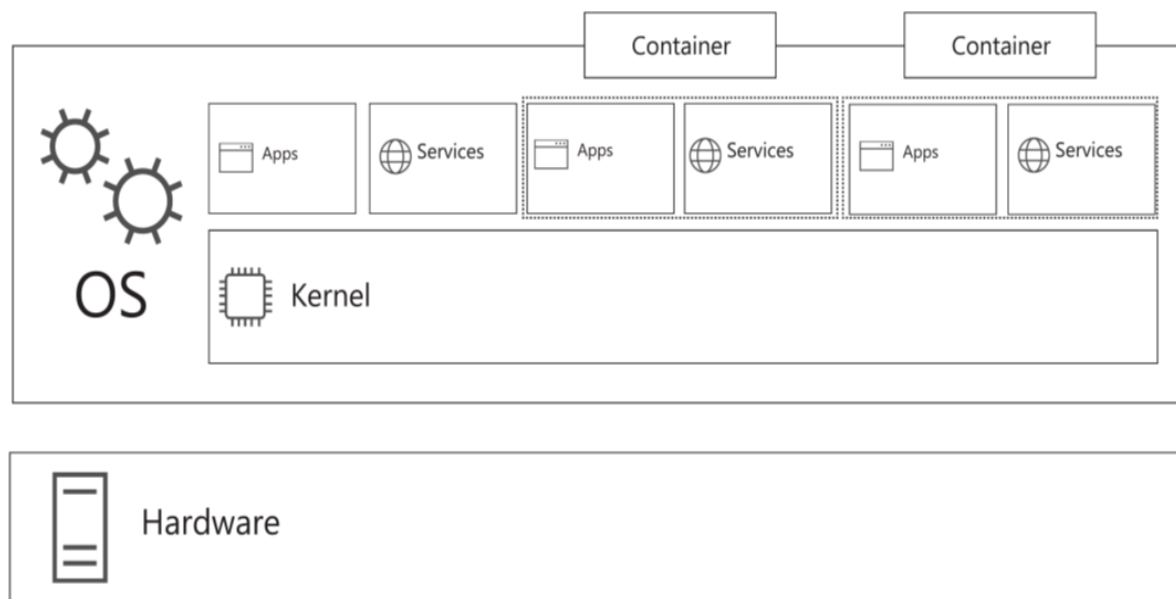 Container
Container
Apps
Services
Apps
Services
Apps
Services
OS
Kernel
Hardware